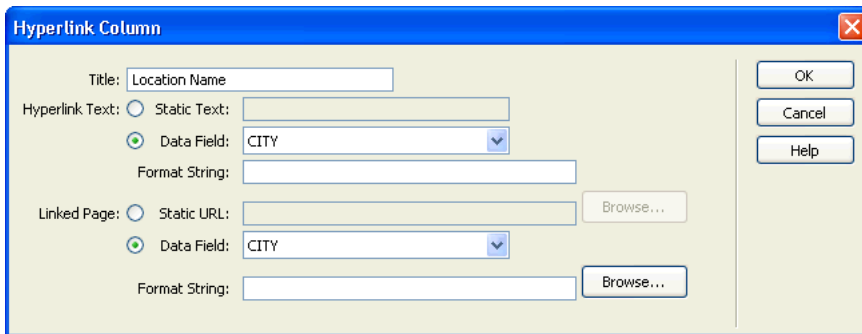 Hyperlink Column
Title: Location Name
OK
Hyperlink Text: Static Text:
Cancel
Data Field: CITY
Help
Format String:
Linked Page: Static URL: Browse...
Data Field: CITY
Format String: Browse...